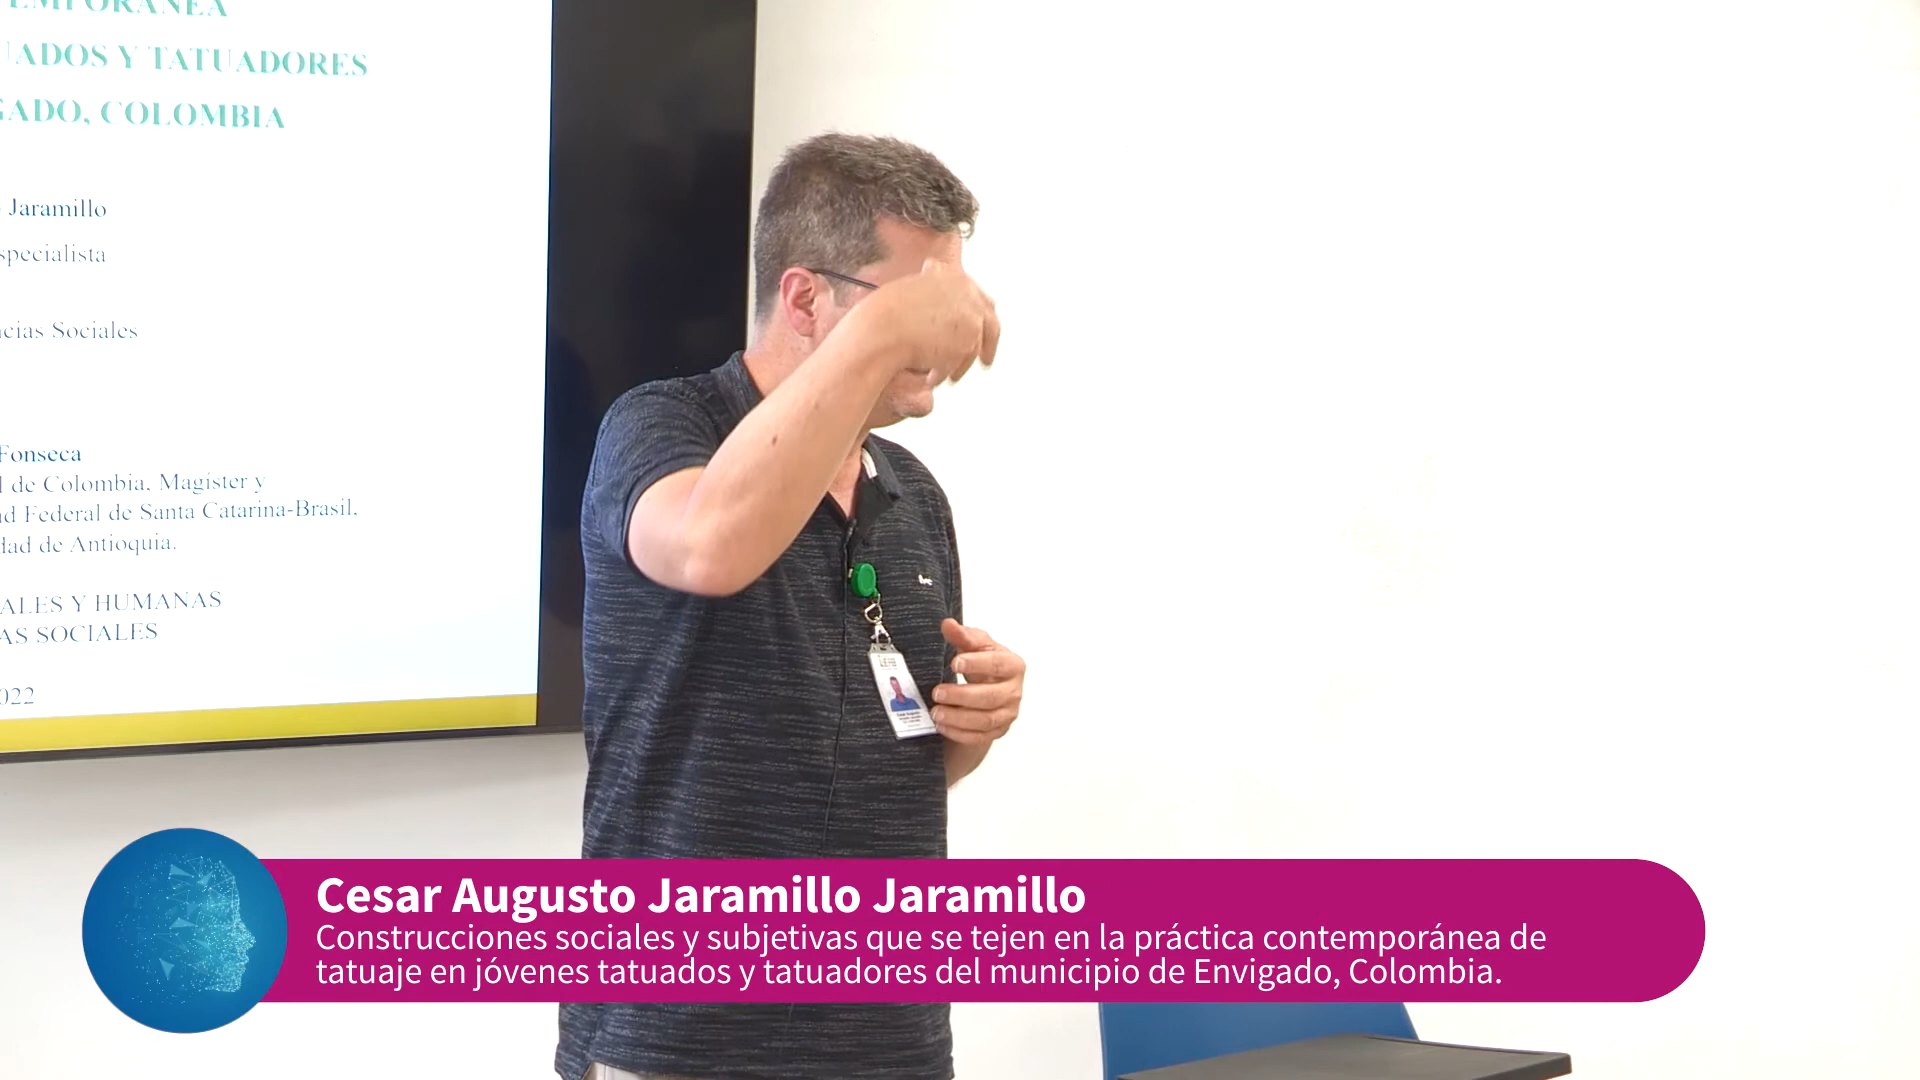 UADOS Y TATUADORES
GADO, COLOMBIA
Jaramillo
specialista
cias Sociales
Fonseca
l de Colombia. Magister y
ad Federal de Santa Catarina-Brasil.
dad de Antioquia.
ALES Y HUMANAS
AS SOCIALES
022
Cesar Augusto Jaramillo Jaramillo
Construcciones sociales y subjetivas que se tejen en la práctica contemporánea de
tatuaje en jóvenes tatuados y tatuadores del municipio de Envigado, Colombia.